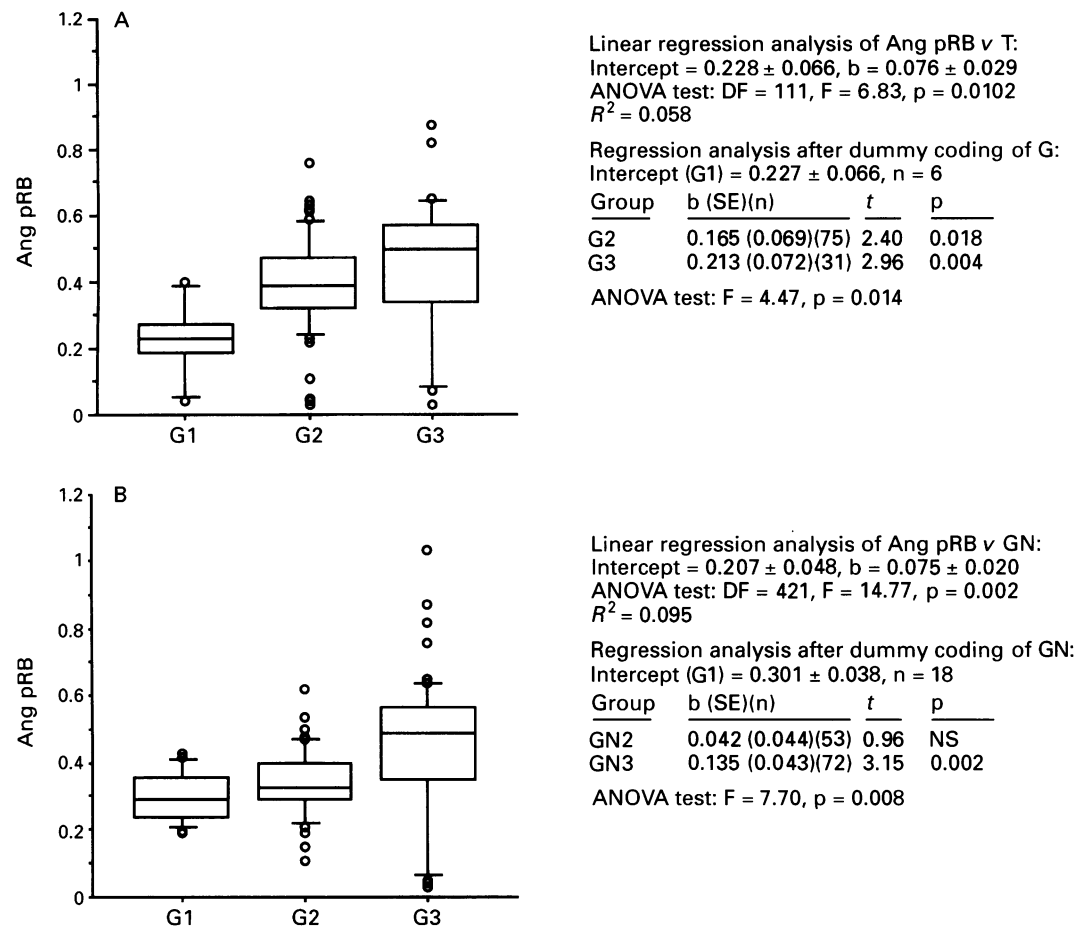 A
1.2
1
0.8
0.6
0.4
0.2
0
Ang pRB
G1 G2 G3
Linear regression analysis of Ang pRB v T:
Intercept = 0.228 ± 0.066, b = 0.076 ± 0.029
ANOVA test: DF = 111, F = 6.83, p = 0.0102
R² = 0.058
Regression analysis after dummy coding of G:
Intercept (G1) = 0.227 ± 0.066, n = 6
Group b (SE)(n) t p
G2 0.165 (0.069)(75) 2.40 0.018
G3 0.213 (0.072)(31) 2.96 0.004
ANOVA test: F = 4.47, p = 0.014
B
1.2
1
0.8
0.6
0.4
0.2
0
Ang pRB
G1 G2 G3
Linear regression analysis of Ang pRB v GN:
Intercept = 0.207 ± 0.048, b = 0.075 ± 0.020
ANOVA test: DF = 421, F = 14.77, p = 0.002
R² = 0.095
Regression analysis after dummy coding of GN:
Intercept (G1) = 0.301 ± 0.038, n = 18
Group b (SE)(n) t p
GN2 0.042 (0.044)(53) 0.96 NS
GN3 0.135 (0.043)(72) 3.15 0.002
ANOVA test: F = 7.70, p = 0.008